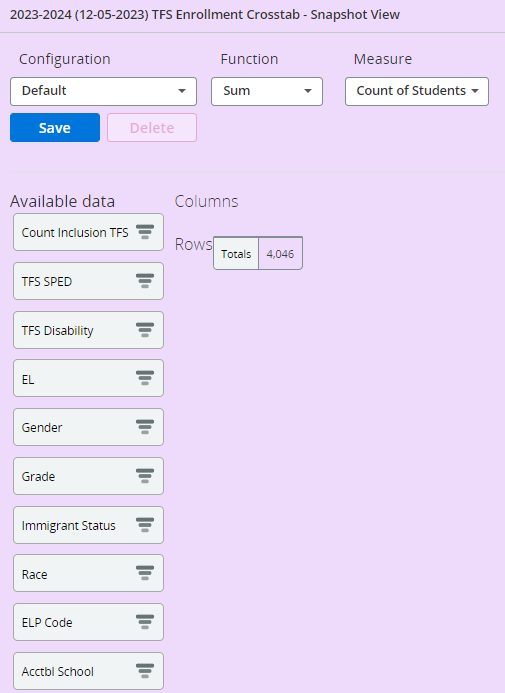 2023-2024 (12-05-2023) TFS Enrollment Crosstab - Snapshot View
Configuration Function Measure
Default Sum Count of Students
Save Delete
Available data Columns
Count Inclusion TFS
Rows Totals 4,046
TFS SPED
TFS Disability
EL
Gender
Grade
Immigrant Status
Race
ELP Code
Acctbl School